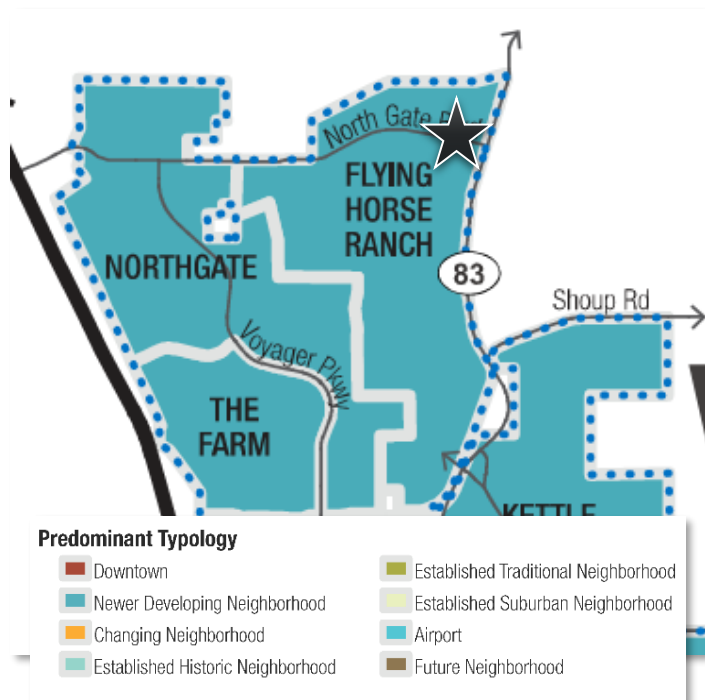 North Gate
FLYING
HORSE
RANCH
NORTHGATE
83
Shoup Rd
Voyager Pkwy
THE
FARM
KETTLE
Predominant Typology
Downtown
Newer Developing Neighborhood
Changing Neighborhood
Established Historic Neighborhood
Established Traditional Neighborhood
Established Suburban Neighborhood
Airport
Future Neighborhood